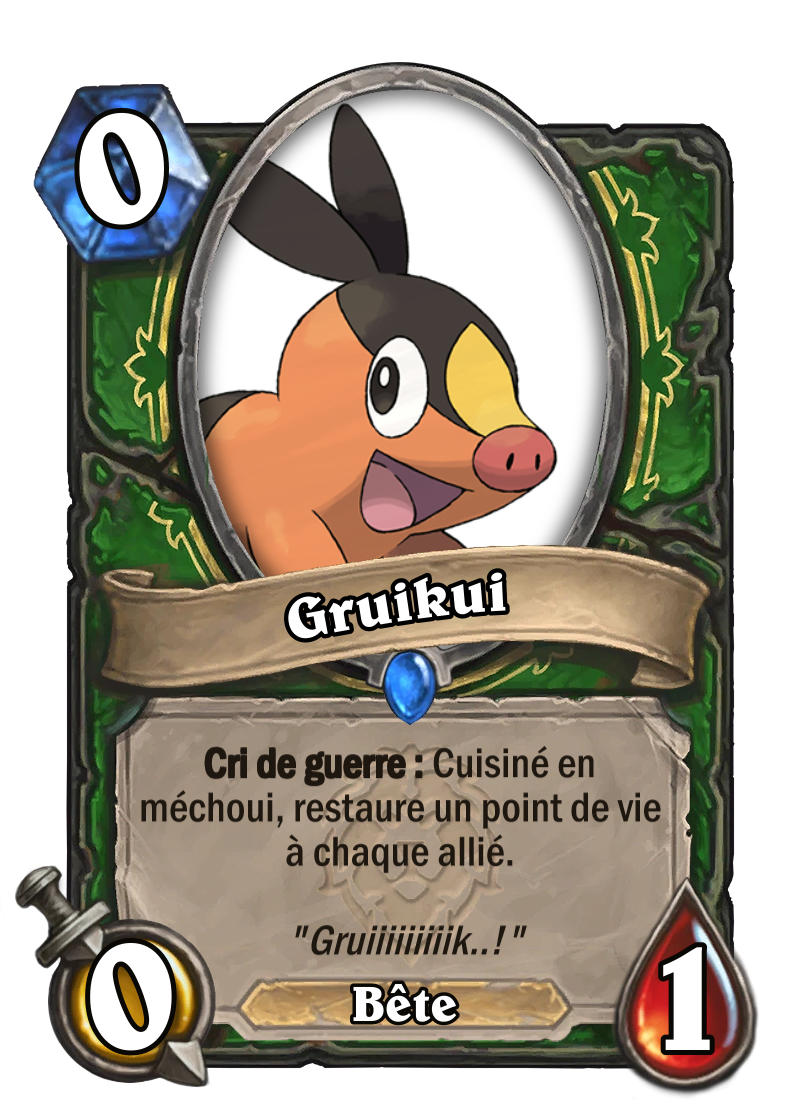 0
Gruikui
Cri de guerre : Cuisiné en
méchoui, restaure un point de vie
à chaque allié.
"Gruiiiiiiiiik..!"
Bête
0
1